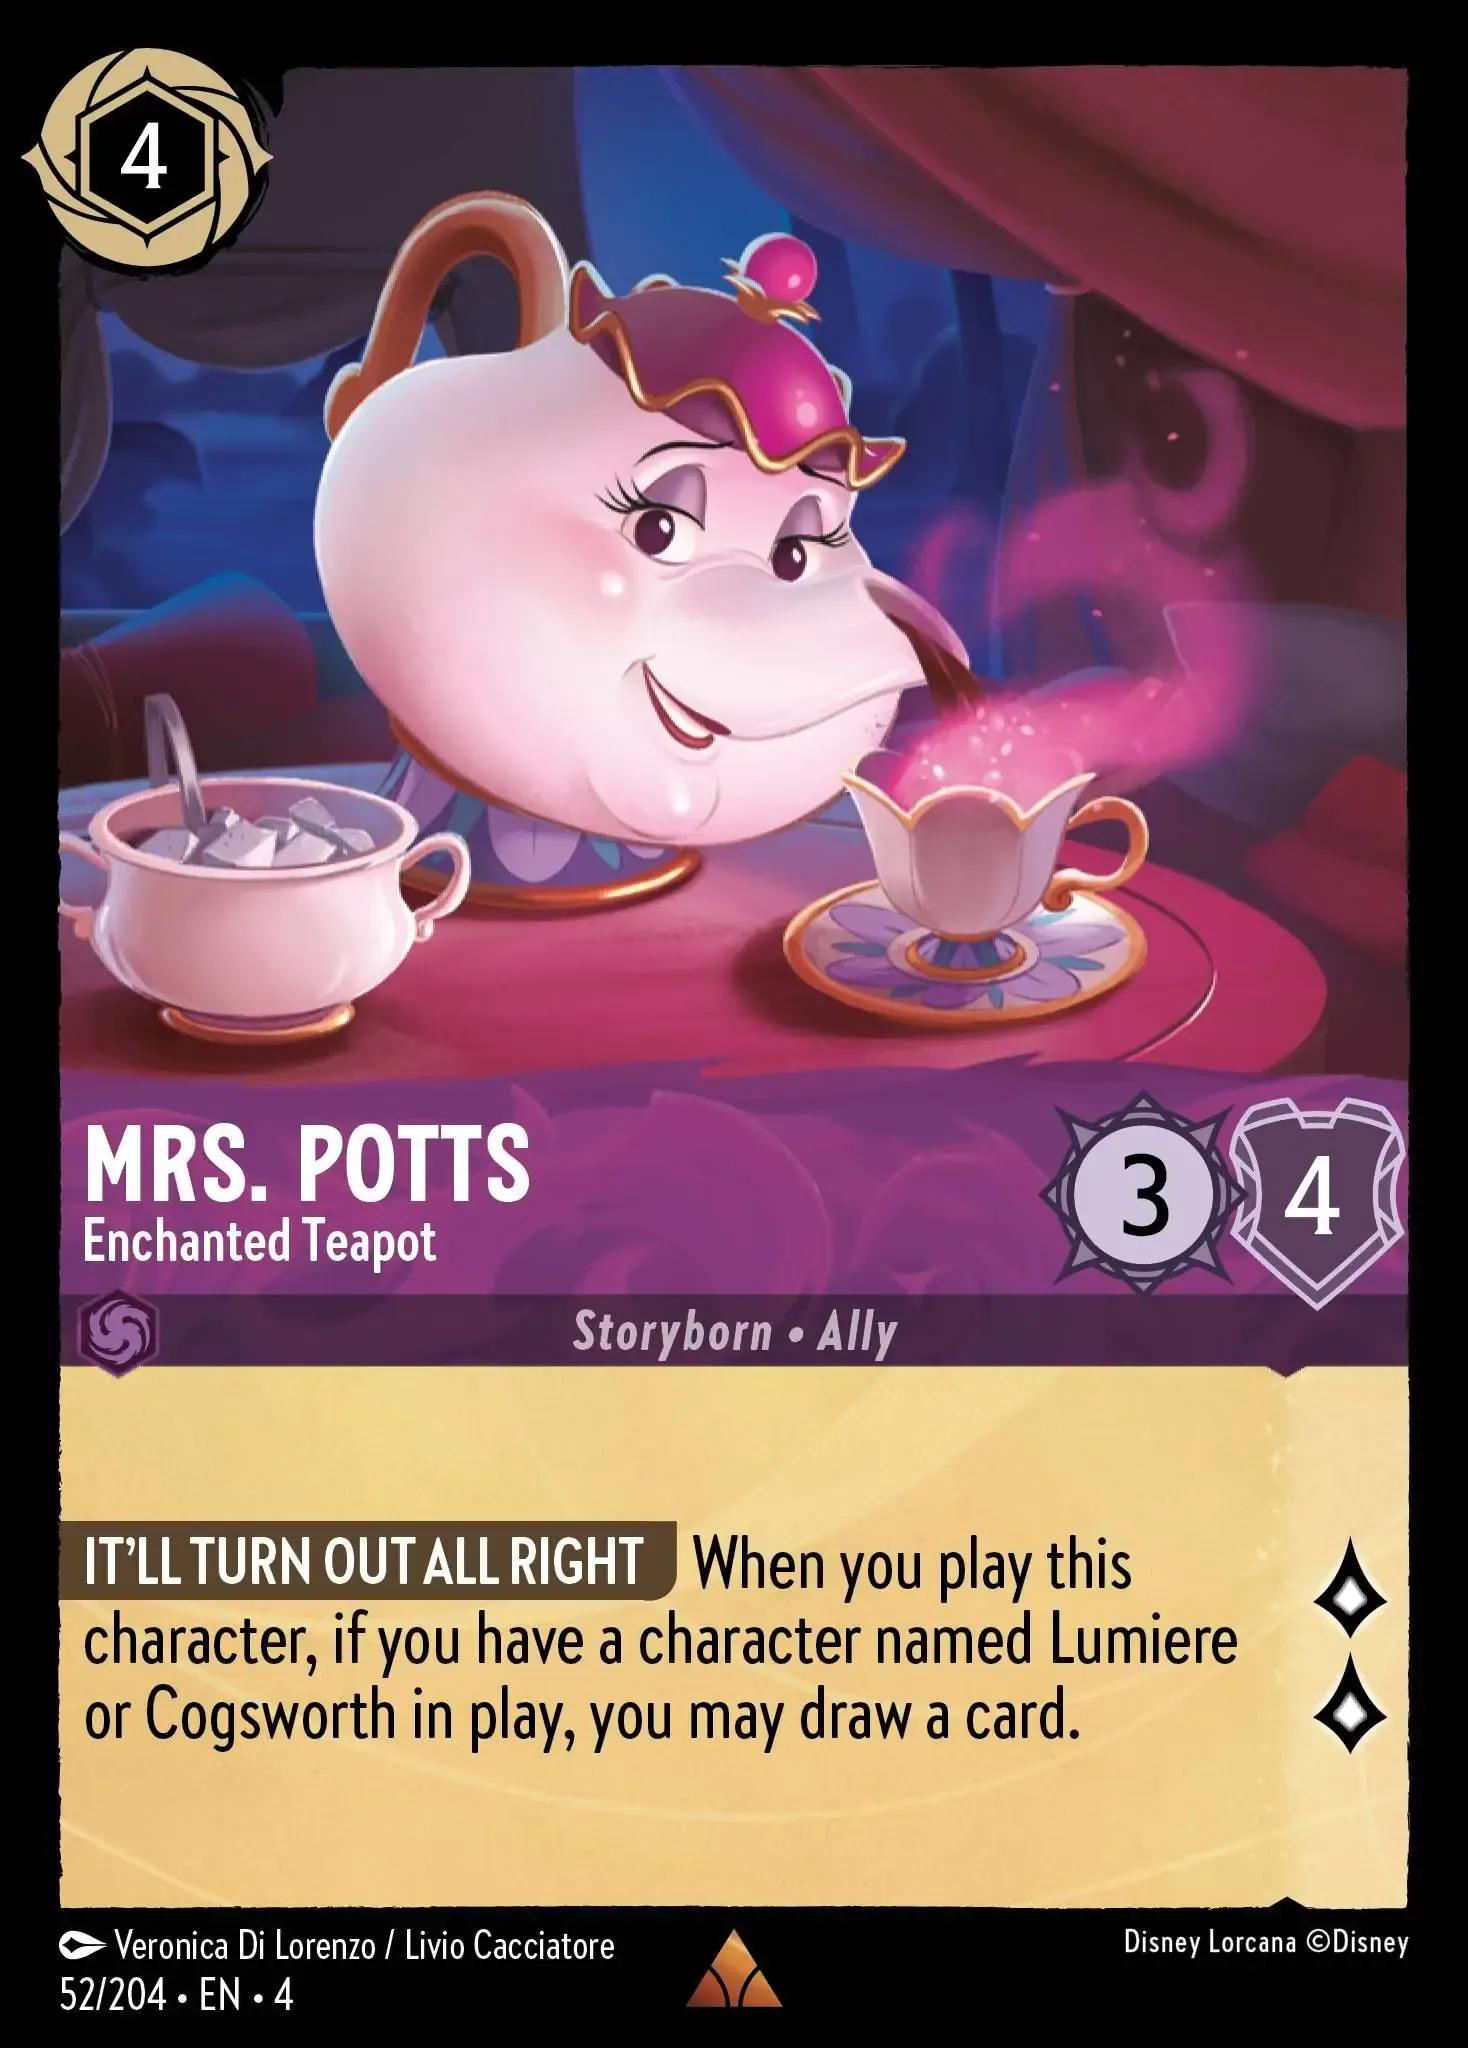 4
MRS. POTTS
Enchanted Teapot
3
4
Storyborn • Ally
IT'LL TURN OUT ALL RIGHT When you play this
character, if you have a character named Lumiere
or Cogsworth in play, you may draw a card.
Veronica Di Lorenzo / Livio Cacciatore
Disney Lorcana ©Disney
52/204 • EN • 4